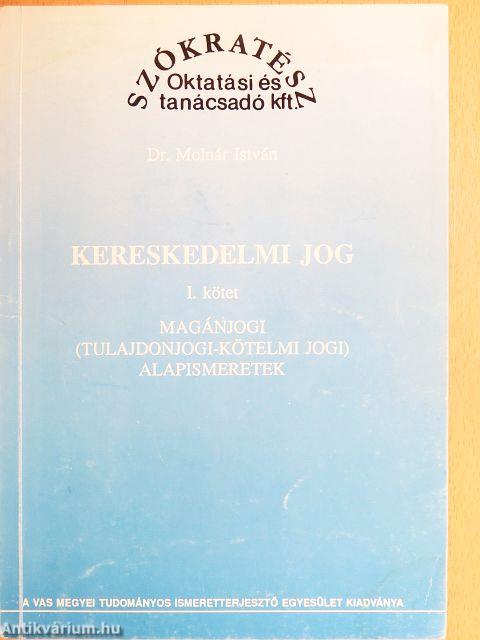 SZÓKRATÉSZ
Oktatási és
tanácsadó kft.
Dr. Molnár István
KERESKEDELMI JOG
I. kötet
MAGÁNJOGI
(TULAJDONJOGI-KÖTELMI JOGI)
ALAPISMERETEK
A VAS MEGYEI TUDOMÁNYOS ISMERETTERJESZTŐ EGYESÜLET KIADVÁNYA
Antikvárium.hu